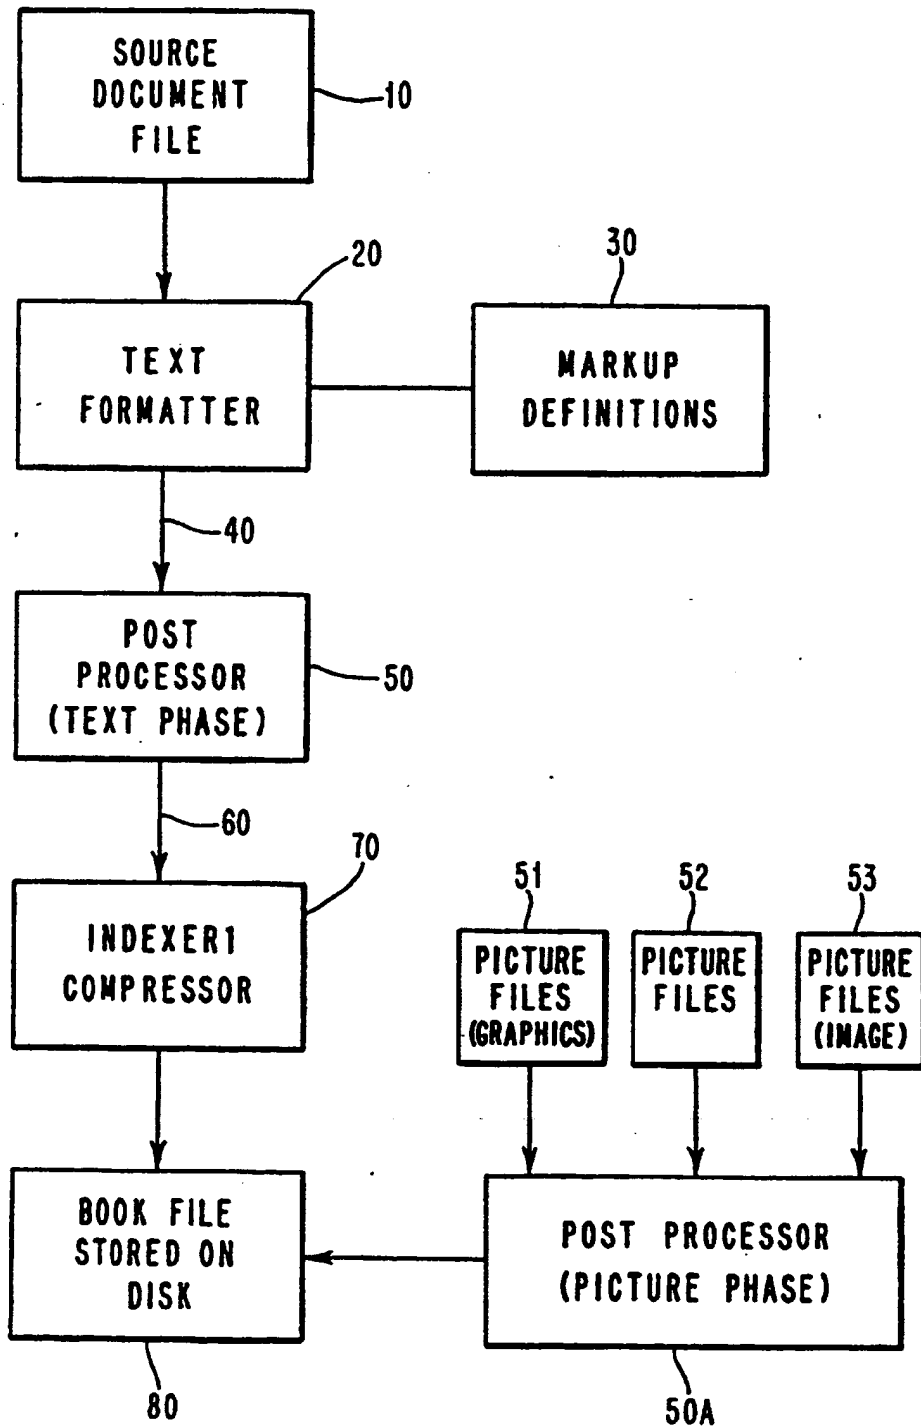 SOURCE
DOCUMENT
FILE
10
20
TEXT
FORMATTER
30
MARKUP
DEFINITIONS
40
POST
PROCESSOR
(TEXT PHASE)
50
60
70
INDEXER1
COMPRESSOR
51
PICTURE
FILES
(GRAPHICS)
52
PICTURE
FILES
53
PICTURE
FILES
(IMAGE)
BOOK FILE
STORED ON
DISK
80
POST PROCESSOR
(PICTURE PHASE)
50A